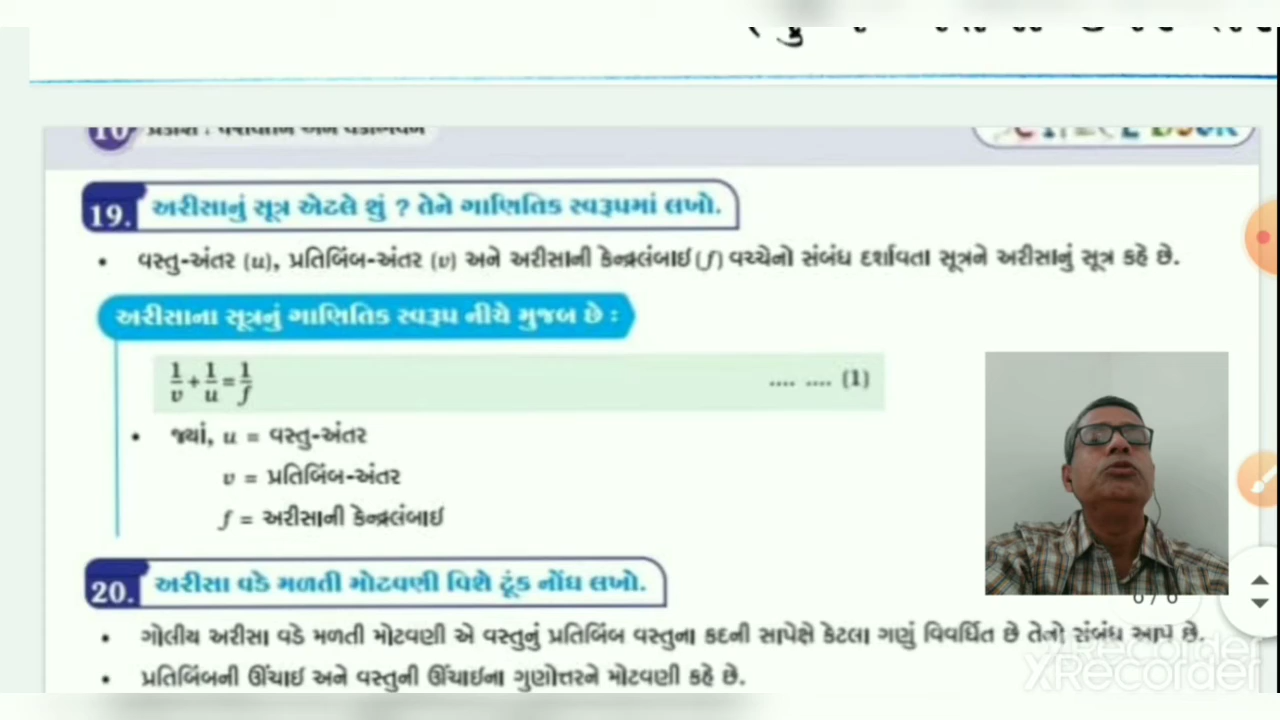 19. અરીસાનું સૂત્ર એટલે શું ? તેને ગાણિતિક સ્વરૂપમાં લખો.
• વસ્તુ-અંતર (u), પ્રતિબિંબ-અંતર (v) અને અરીસાની કેન્દ્રલંબાઈ (f) વચ્ચેનો સંબંધ દર્શાવતા સૂત્રને અરીસાનું સૂત્ર કહે છે.
અરીસાના સૂત્રનું ગાણિતિક સ્વરૂપ નીચે મુજબ છે :
1/v + 1/u = 1/f .... .... (1)
• જ્યાં, u = વસ્તુ-અંતર
v = પ્રતિબિંબ-અંતર
f = અરીસાની કેન્દ્રલંબાઈ
20. અરીસા વડે મળતી મોટવણી વિશે ટૂંક નોંધ લખો.
• ગોલીય અરીસા વડે મળતી મોટવણી એ વસ્તુનું પ્રતિબિંબ વસ્તુના કદની સાપેક્ષે કેટલા ગણું વિવર્ધિત છે તેનો સંબંધ આપે છે.
• પ્રતિબિંબની ઊંચાઈ અને વસ્તુની ઊંચાઈના ગુણોત્તરને મોટવણી કહે છે.
6 / 6
XRecorder